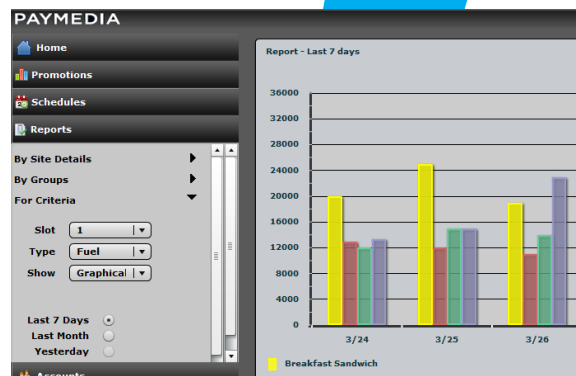 PAYMEDIA
Home
Promotions
Schedules
Reports
By Site Details
By Groups
For Criteria
Slot 1
Type Fuel
Show Graphical
Last 7 Days
Last Month
Yesterday
Accounts
Report - Last 7 days
36000
32000
28000
24000
20000
16000
12000
8000
4000
0
3/24 3/25 3/26
Breakfast Sandwich